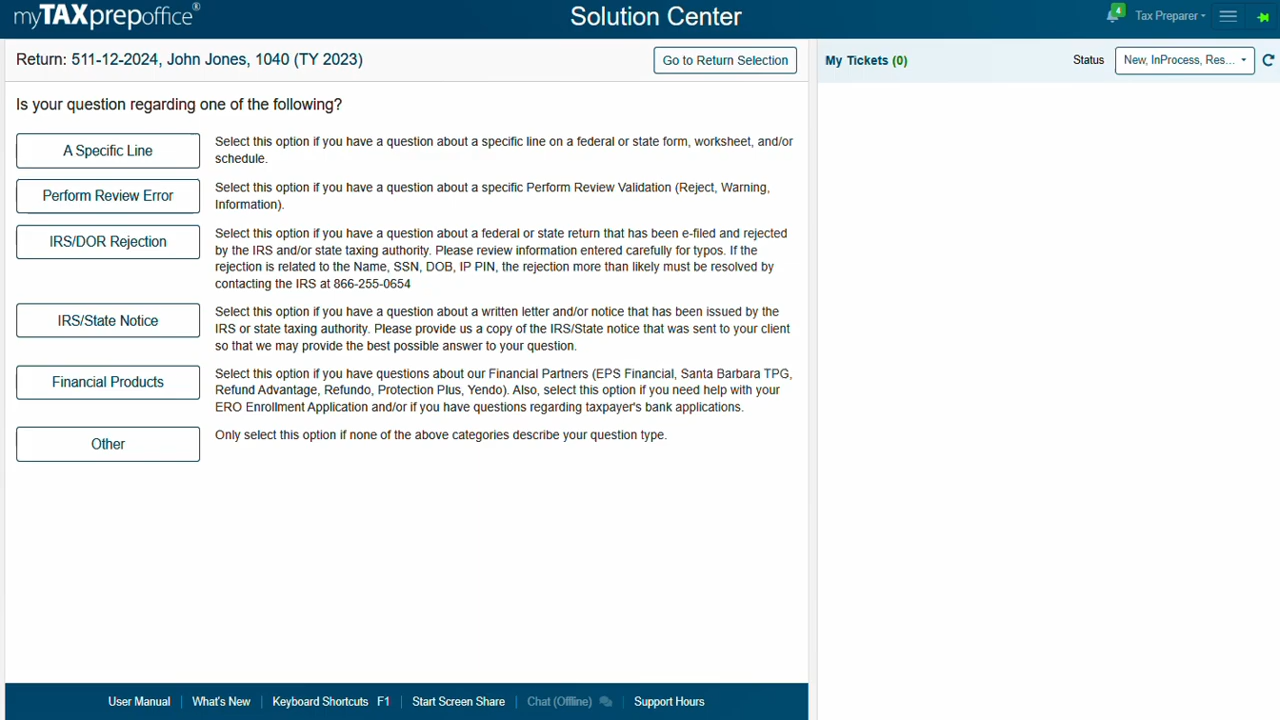 myTAXprepoffice®
Solution Center
4
Tax Preparer
Return: 511-12-2024, John Jones, 1040 (TY 2023)
Go to Return Selection
My Tickets (0)
Status
New, InProcess, Res...
Is your question regarding one of the following?
A Specific Line
Select this option if you have a question about a specific line on a federal or state form, worksheet, and/or
schedule.
Perform Review Error
Select this option if you have a question about a specific Perform Review Validation (Reject, Warning,
Information).
IRS/DOR Rejection
Select this option if you have a question about a federal or state return that has been e-filed and rejected
by the IRS and/or state taxing authority. Please review information entered carefully for typos. If the
rejection is related to the Name, SSN, DOB, IP PIN, the rejection more than likely must be resolved by
contacting the IRS at 866-255-0654
IRS/State Notice
Select this option if you have a question about a written letter and/or notice that has been issued by the
IRS or state taxing authority. Please provide us a copy of the IRS/State notice that was sent to your client
so that we may provide the best possible answer to your question.
Financial Products
Select this option if you have questions about our Financial Partners (EPS Financial, Santa Barbara TPG,
Refund Advantage, Refundo, Protection Plus, Yendo). Also, select this option if you need help with your
ERO Enrollment Application and/or if you have questions regarding taxpayer's bank applications.
Other
Only select this option if none of the above categories describe your question type.
User Manual
What's New
Keyboard Shortcuts F1
Start Screen Share
Chat (Offline)
Support Hours